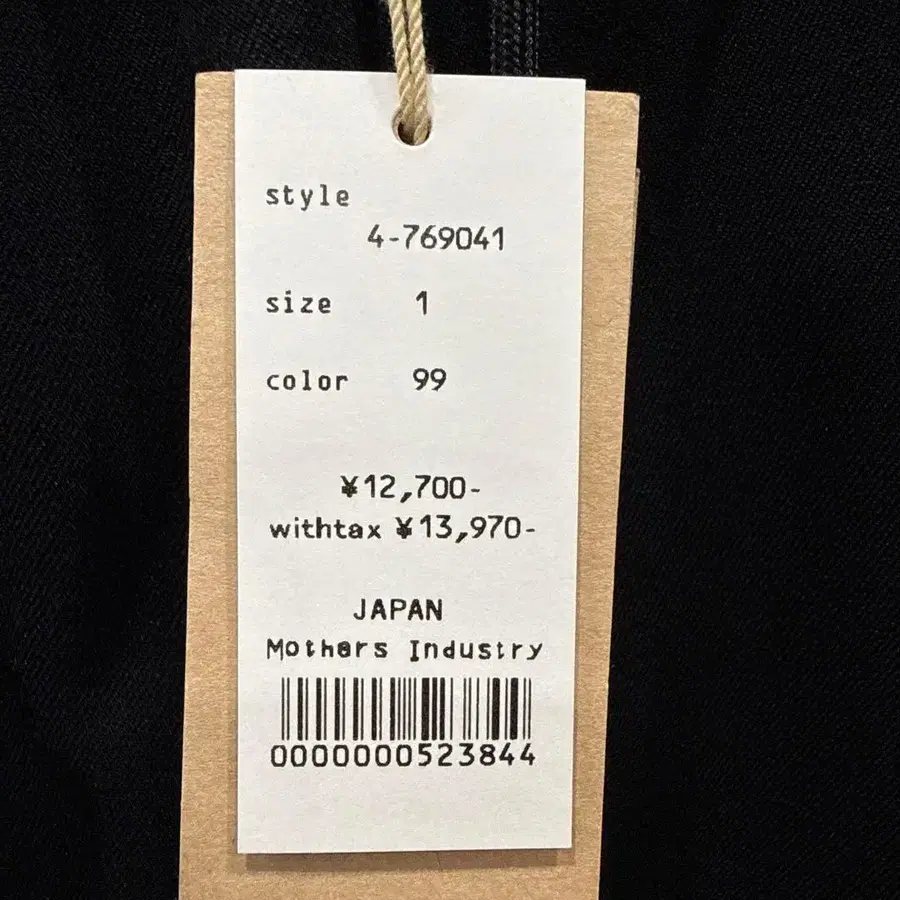 style
4-769041
size 1
color 99
¥12,700-
withtax ¥13,970-
JAPAN
Mothers Industry
0000000523844